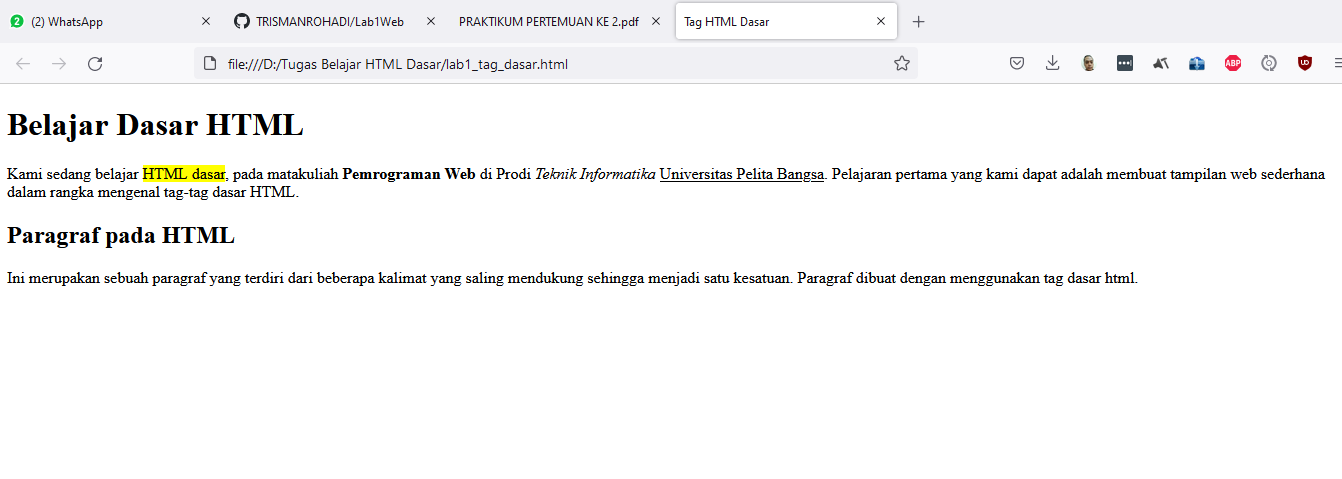 (2) WhatsApp
TRISMANROHADI/Lab1Web
PRAKTIKUM PERTEMUAN KE 2.pdf
Tag HTML Dasar
file:///D:/Tugas Belajar HTML Dasar/lab1_tag_dasar.html
ABP
Belajar Dasar HTML
Kami sedang belajar HTML dasar, pada matakuliah Pemrograman Web di Prodi Teknik Informatika Universitas Pelita Bangsa. Pelajaran pertama yang kami dapat adalah membuat tampilan web sederhana
dalam rangka mengenal tag-tag dasar HTML.
Paragraf pada HTML
Ini merupakan sebuah paragraf yang terdiri dari beberapa kalimat yang saling mendukung sehingga menjadi satu kesatuan. Paragraf dibuat dengan menggunakan tag dasar html.